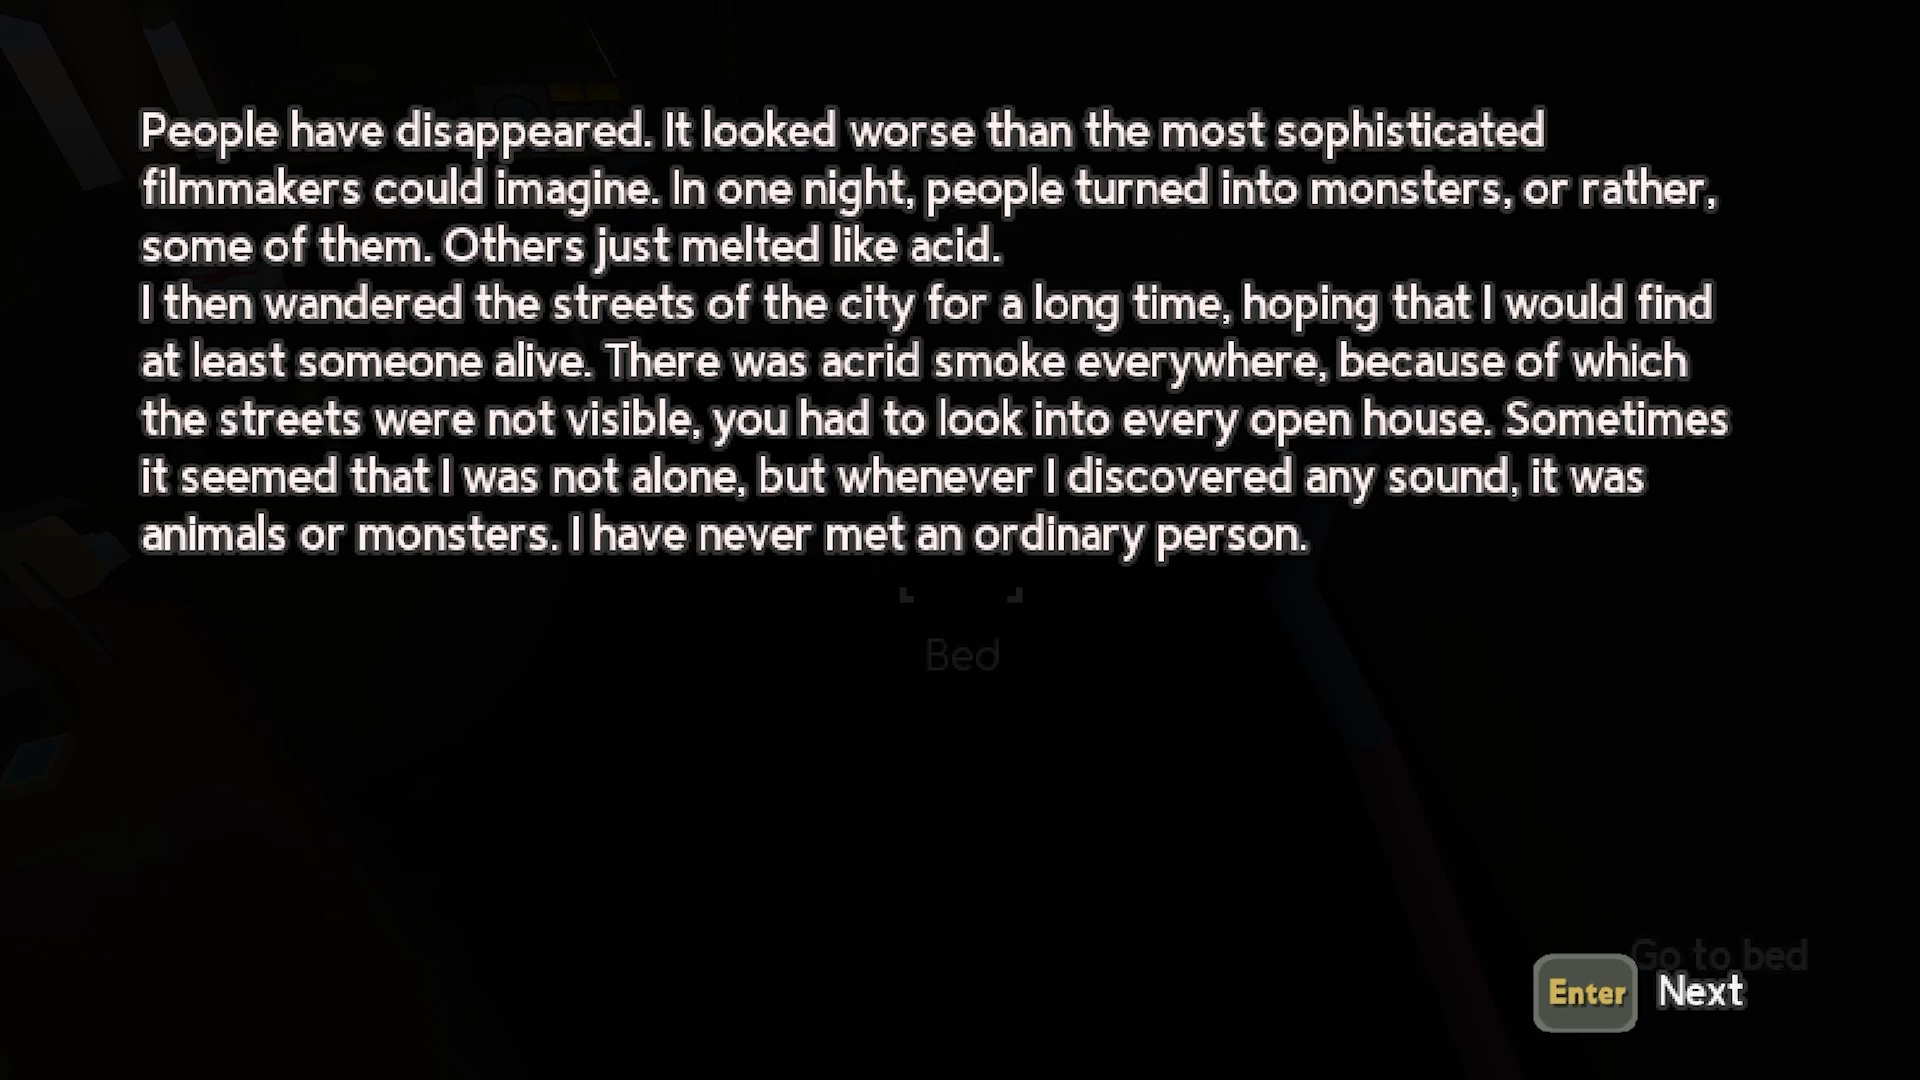 People have disappeared. It looked worse than the most sophisticated
filmmakers could imagine. In one night, people turned into monsters, or rather,
some of them. Others just melted like acid.
I then wandered the streets of the city for a long time, hoping that I would find
at least someone alive. There was acrid smoke everywhere, because of which
the streets were not visible, you had to look into every open house. Sometimes
it seemed that I was not alone, but whenever I discovered any sound, it was
animals or monsters. I have never met an ordinary person.
Bed
Go to bed
Enter Next